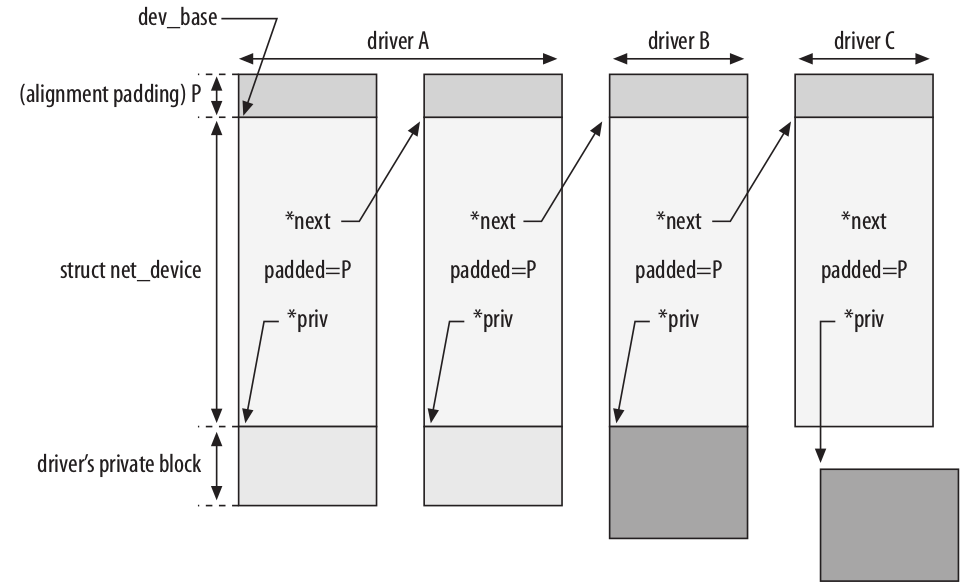 dev_base
driver A
driver B
driver C
(alignment padding) P
*next
*next
*next
*next
struct net_device
padded=P
padded=P
padded=P
padded=P
*priv
*priv
*priv
*priv
driver’s private block